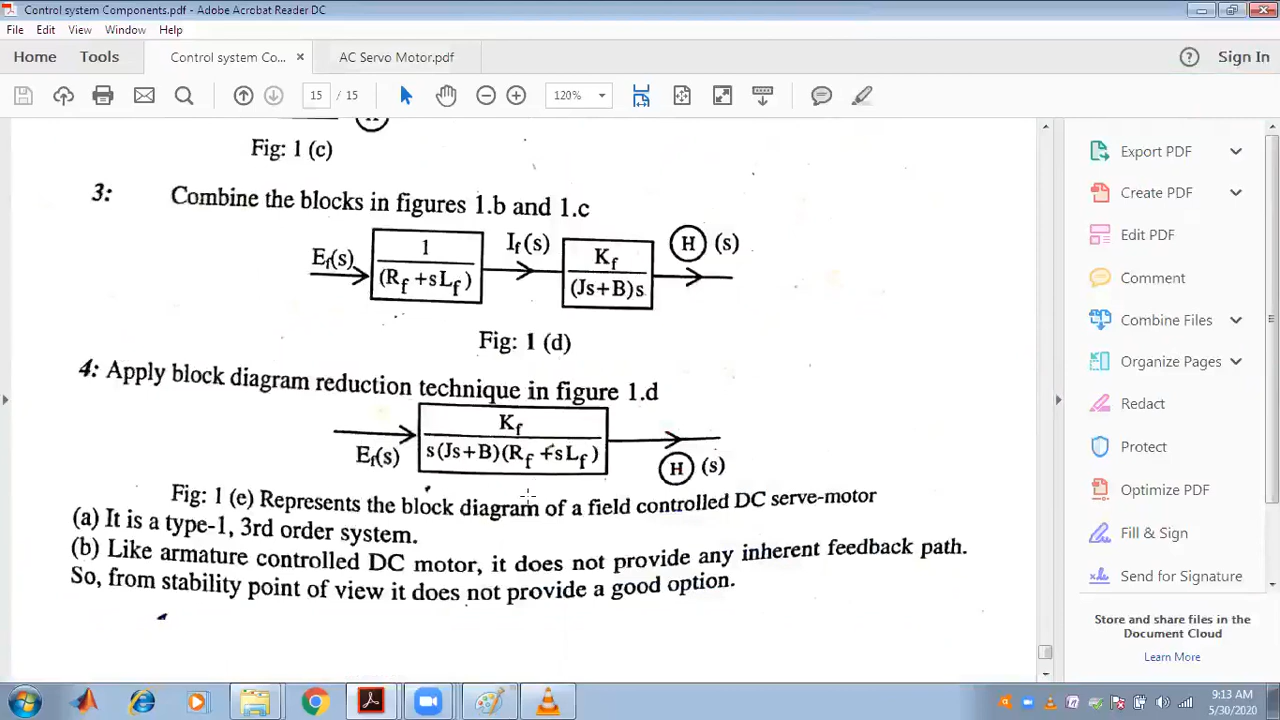 Control system Components.pdf - Adobe Acrobat Reader DC
File Edit View Window Help
Home Tools Control system Co... × AC Servo Motor.pdf Sign In
15 / 15 120%
H
Fig: 1 (c)
3: Combine the blocks in figures 1.b and 1.c
E_f(s) 1 / (R_f +sL_f) I_f(s) K_f / (Js+B)s H (s)
Fig: 1 (d)
4: Apply block diagram reduction technique in figure 1.d
E_f(s) K_f / s(Js+B)(R_f +sL_f) H (s)
Fig: 1 (e) Represents the block diagram of a field controlled DC serve-motor
(a) It is a type-1, 3rd order system.
(b) Like armature controlled DC motor, it does not provide any inherent feedback path.
So, from stability point of view it does not provide a good option.
Export PDF
Create PDF
Edit PDF
Comment
Combine Files
Organize Pages
Redact
Protect
Optimize PDF
Fill & Sign
Send for Signature
Store and share files in the
Document Cloud
Learn More
9:13 AM
5/30/2020